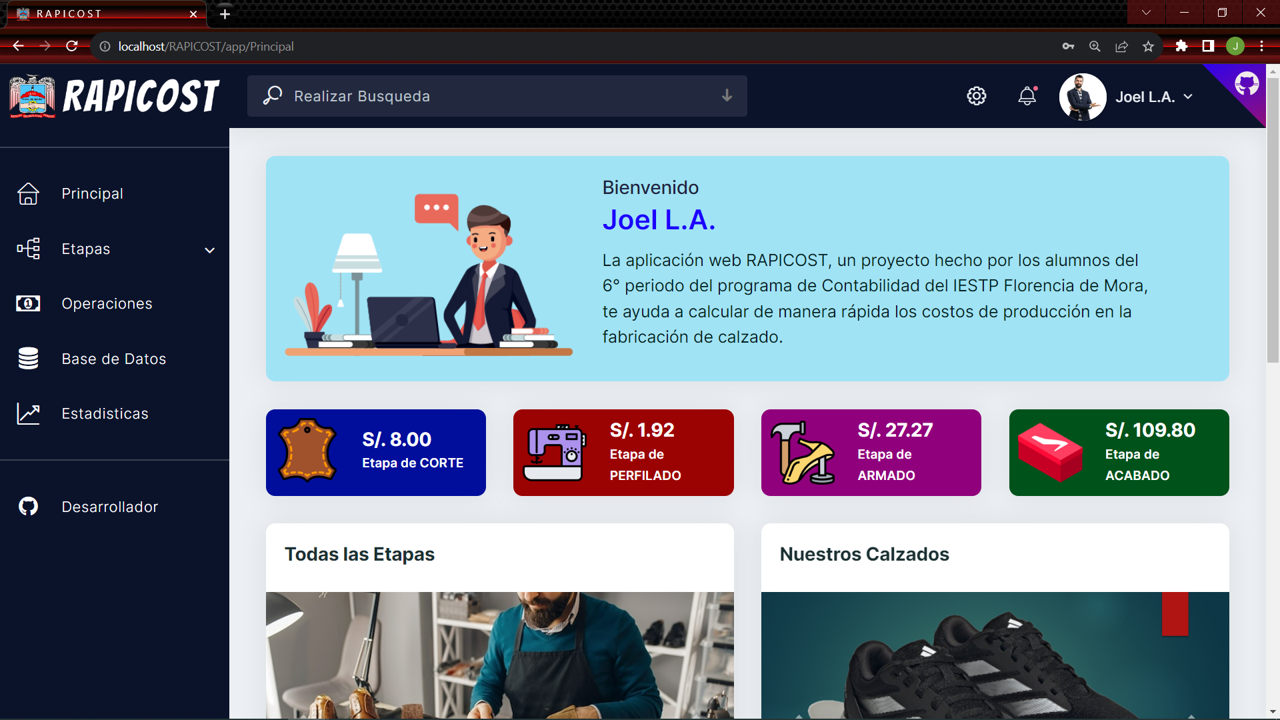 RAPICOST
localhost/RAPICOST/app/Principal
J
RAPICOST
Realizar Busqueda
Joel L.A.
Principal
Etapas
Operaciones
Base de Datos
Estadisticas
Desarrollador
Bienvenido
Joel L.A.
La aplicación web RAPICOST, un proyecto hecho por los alumnos del
6° periodo del programa de Contabilidad del IESTP Florencia de Mora,
te ayuda a calcular de manera rápida los costos de producción en la
fabricación de calzado.
S/. 8.00
Etapa de CORTE
S/. 1.92
Etapa de
PERFILADO
S/. 27.27
Etapa de
ARMADO
S/. 109.80
Etapa de
ACABADO
Todas las Etapas
Nuestros Calzados